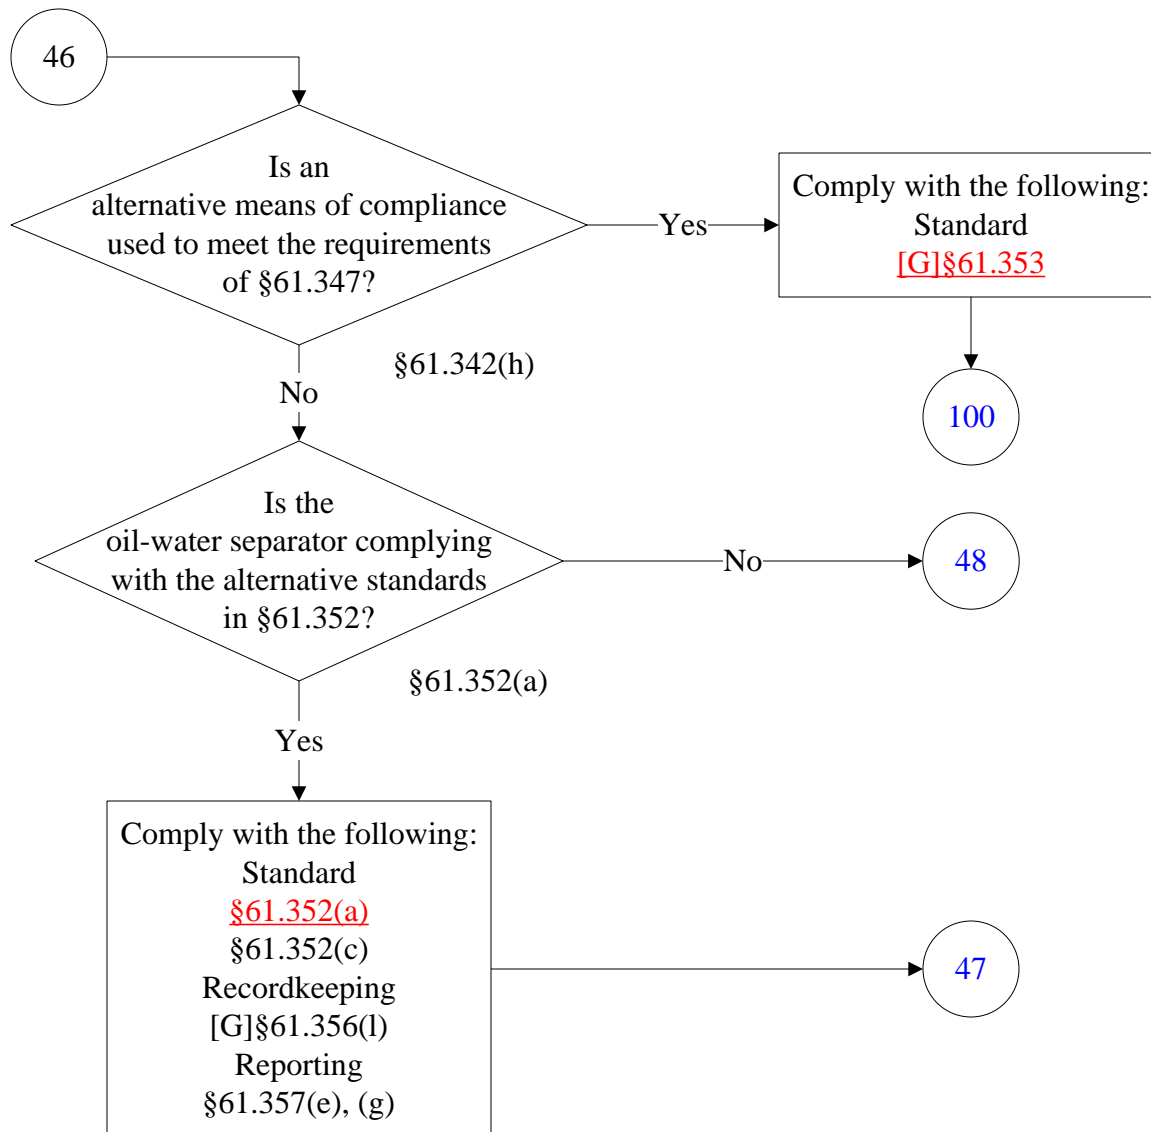 46
Is an
alternative means of compliance
used to meet the requirements
of §61.347?
Yes
Comply with the following:
Standard
[G]§61.353
§61.342(h)
No
100
Is the
oil-water separator complying
with the alternative standards
in §61.352?
No
48
§61.352(a)
Yes
Comply with the following:
Standard
§61.352(a)
§61.352(c)
Recordkeeping
[G]§61.356(l)
Reporting
§61.357(e), (g)
47